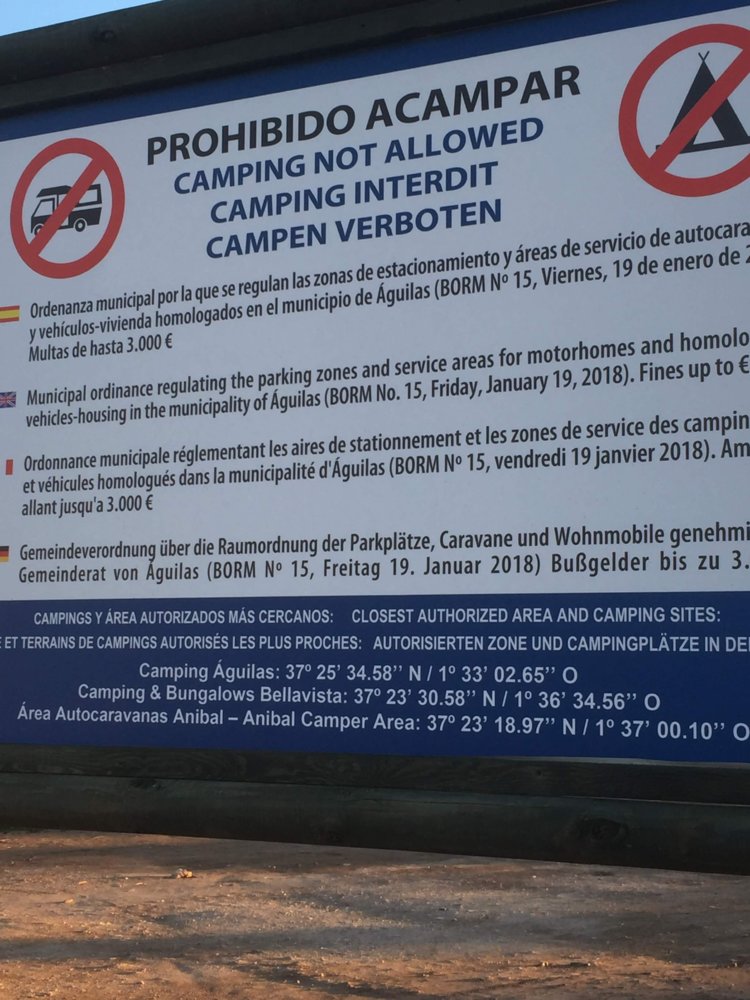 PROHIBIDO ACAMPAR
CAMPING NOT ALLOWED
CAMPING INTERDIT
CAMPEN VERBOTEN
Ordenanza municipal por la que se regulan las zonas de estacionamiento y áreas de servicio de autocara
y vehículos-vivienda homologados en el municipio de Águilas (BORM Nº 15, Viernes, 19 de enero de 2
Multas de hasta 3.000 €
Municipal ordinance regulating the parking zones and service areas for motorhomes and homolo
vehicles-housing in the municipality of Águilas (BORM No. 15, Friday, January 19, 2018). Fines up to €
Ordonnance municipale réglementant les aires de stationnement et les zones de service des campin
et véhicules homologués dans la municipalité d'Águilas (BORM Nº 15, vendredi 19 janvier 2018). Am
allant jusqu'a 3.000 €
Gemeindeverordnung über die Raumordnung der Parkplätze, Caravane und Wohnmobile genehmi
Gemeinderat von Águilas (BORM Nº 15, Freitag 19. Januar 2018) Bußgelder bis zu 3.
CAMPINGS Y ÁREA AUTORIZADOS MÁS CERCANOS: CLOSEST AUTHORIZED AREA AND CAMPING SITES:
E ET TERRAINS DE CAMPINGS AUTORISÉS LES PLUS PROCHES: AUTORISIERTEN ZONE UND CAMPINGPLÄTZE IN DE
Camping Águilas: 37º 25' 34.58'' N / 1º 33' 02.65'' O
Camping & Bungalows Bellavista: 37º 23' 30.58'' N / 1º 36' 34.56'' O
Área Autocaravanas Anibal – Anibal Camper Area: 37º 23' 18.97'' N / 1º 37' 00.10'' O